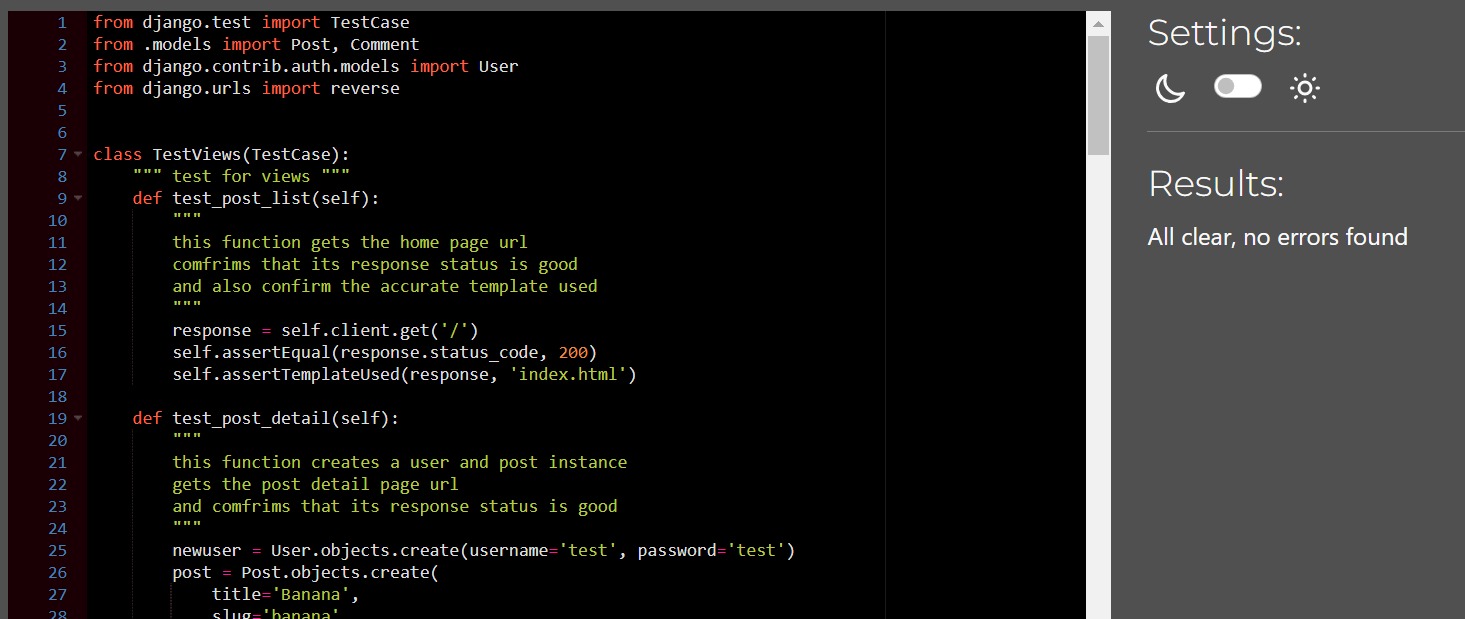 1 from django.test import TestCase
2 from .models import Post, Comment
3 from django.contrib.auth.models import User
4 from django.urls import reverse
5
6
7 class TestViews(TestCase):
8     """ test for views """
9     def test_post_list(self):
10         """
11         this function gets the home page url
12         comfrims that its response status is good
13         and also confirm the accurate template used
14         """
15         response = self.client.get('/')
16         self.assertEqual(response.status_code, 200)
17         self.assertTemplateUsed(response, 'index.html')
18
19     def test_post_detail(self):
20         """
21         this function creates a user and post instance
22         gets the post detail page url
23         and comfrims that its response status is good
24         """
25         newuser = User.objects.create(username='test', password='test')
26         post = Post.objects.create(
27             title='Banana',
28             slug='banana'
Settings:
Results:
All clear, no errors found